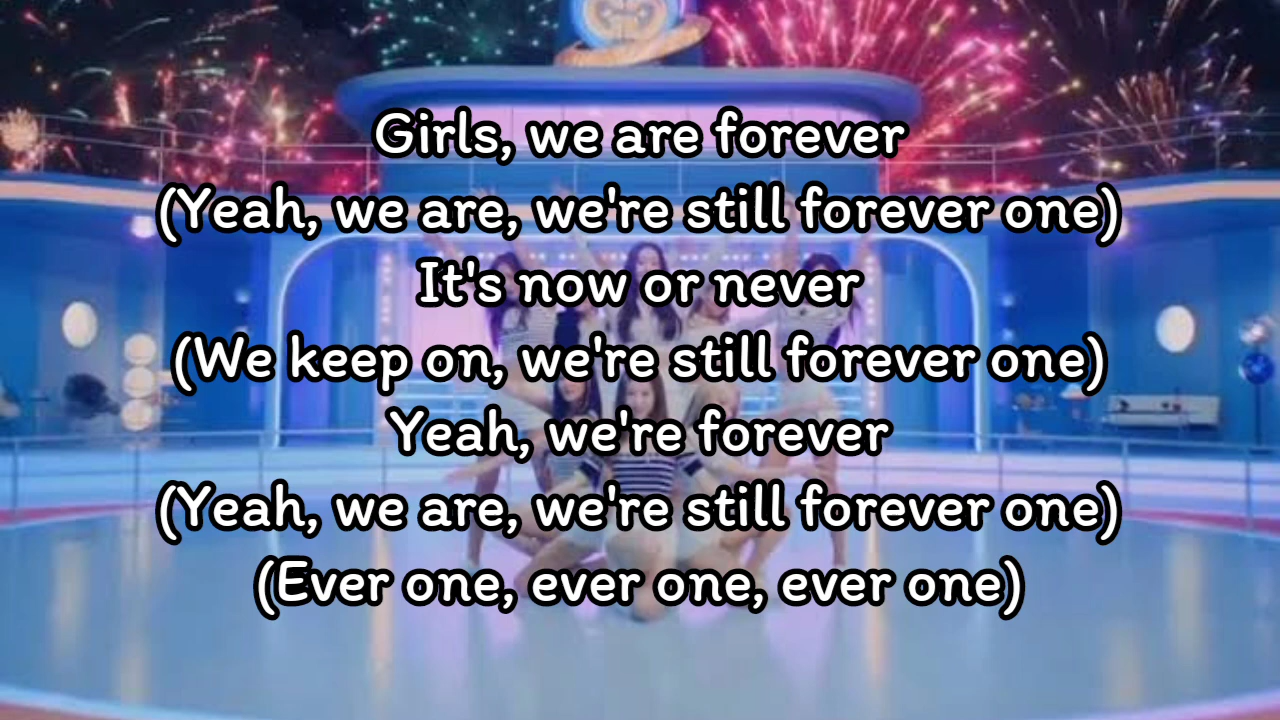 Girls, we are forever
(Yeah, we are, we're still forever one)
It's now or never
(We keep on, we're still forever one)
Yeah, we're forever
(Yeah, we are, we're still forever one)
(Ever one, ever one, ever one)